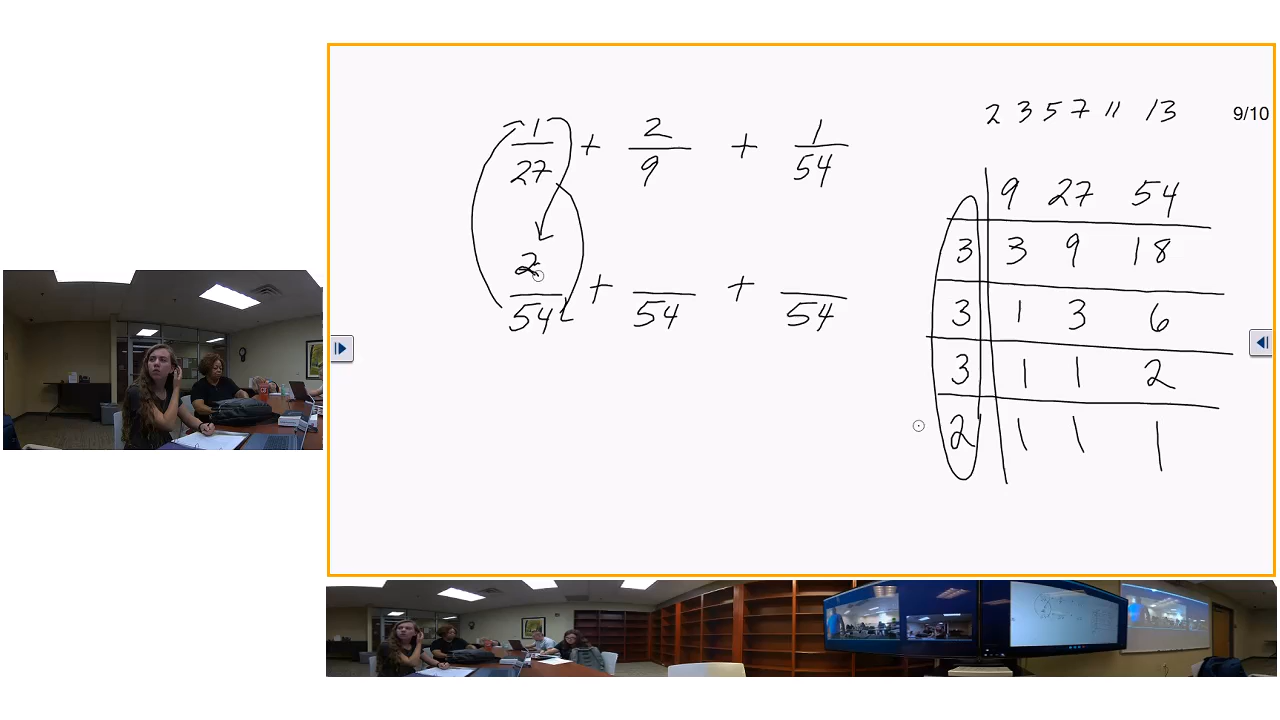 2 3 5 7 11 13
9/10
1/27 + 2/9 + 1/54
2/54 + /54 + /54
9 27 54
3 3 9 18
3 1 3 6
3 1 1 2
2 1 1 1